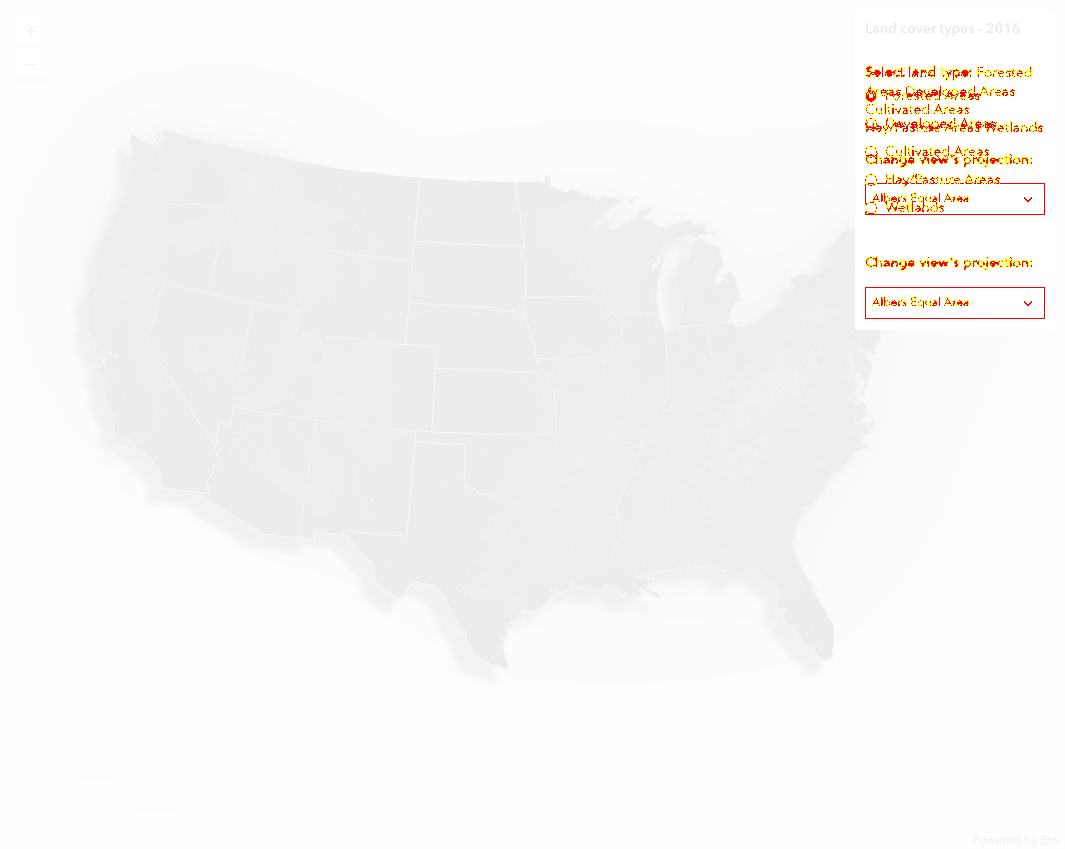 +
Land cover types - 2016
–
Select land type: Forested
Areas Developed Areas
Forested Areas
Cultivated Areas
Developed Areas
Hay/Pasture Areas Wetlands
Cultivated Areas
Change view's projection:
Hay/Pasture Areas
Albers Equal Area
Wetlands
Change view's projection:
Albers Equal Area
Powered by Esri